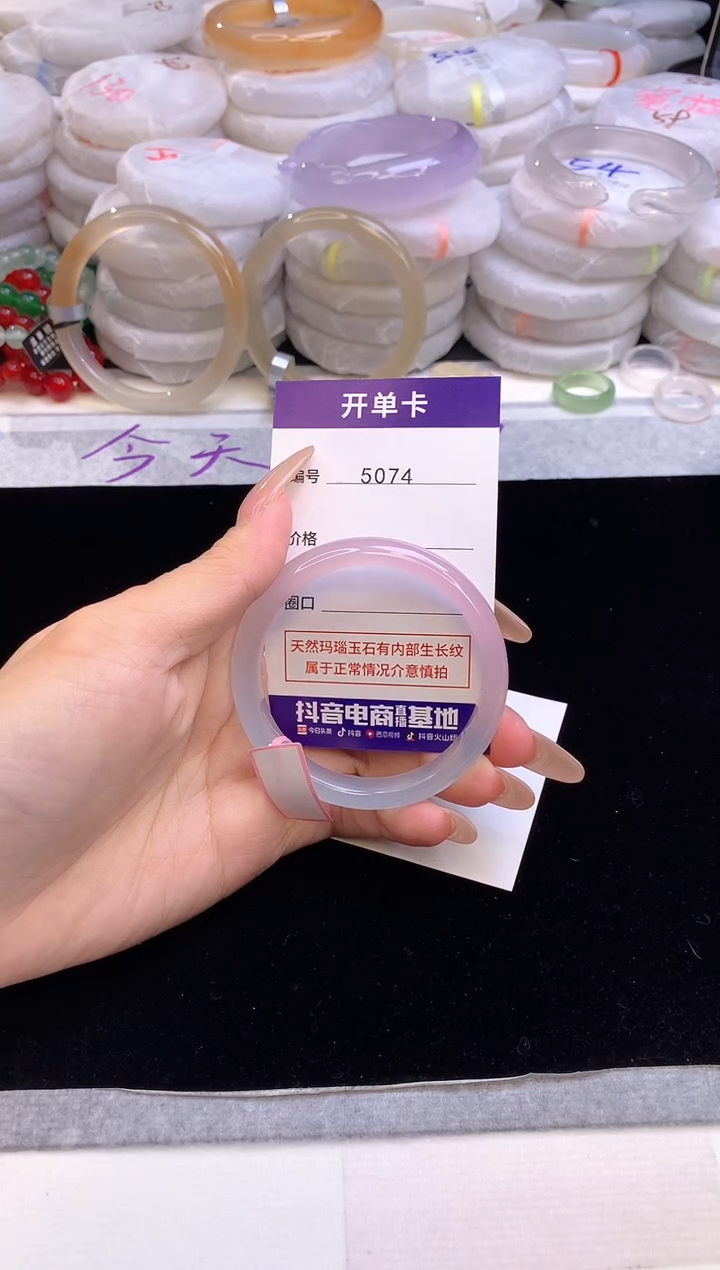 54
今天
开单卡
编号 5074
价格
圈口
天然玛瑙玉石有内部生长纹
属于正常情况介意慎拍
抖音电商直播基地
今日头条 抖音 西瓜视频 抖音火山版